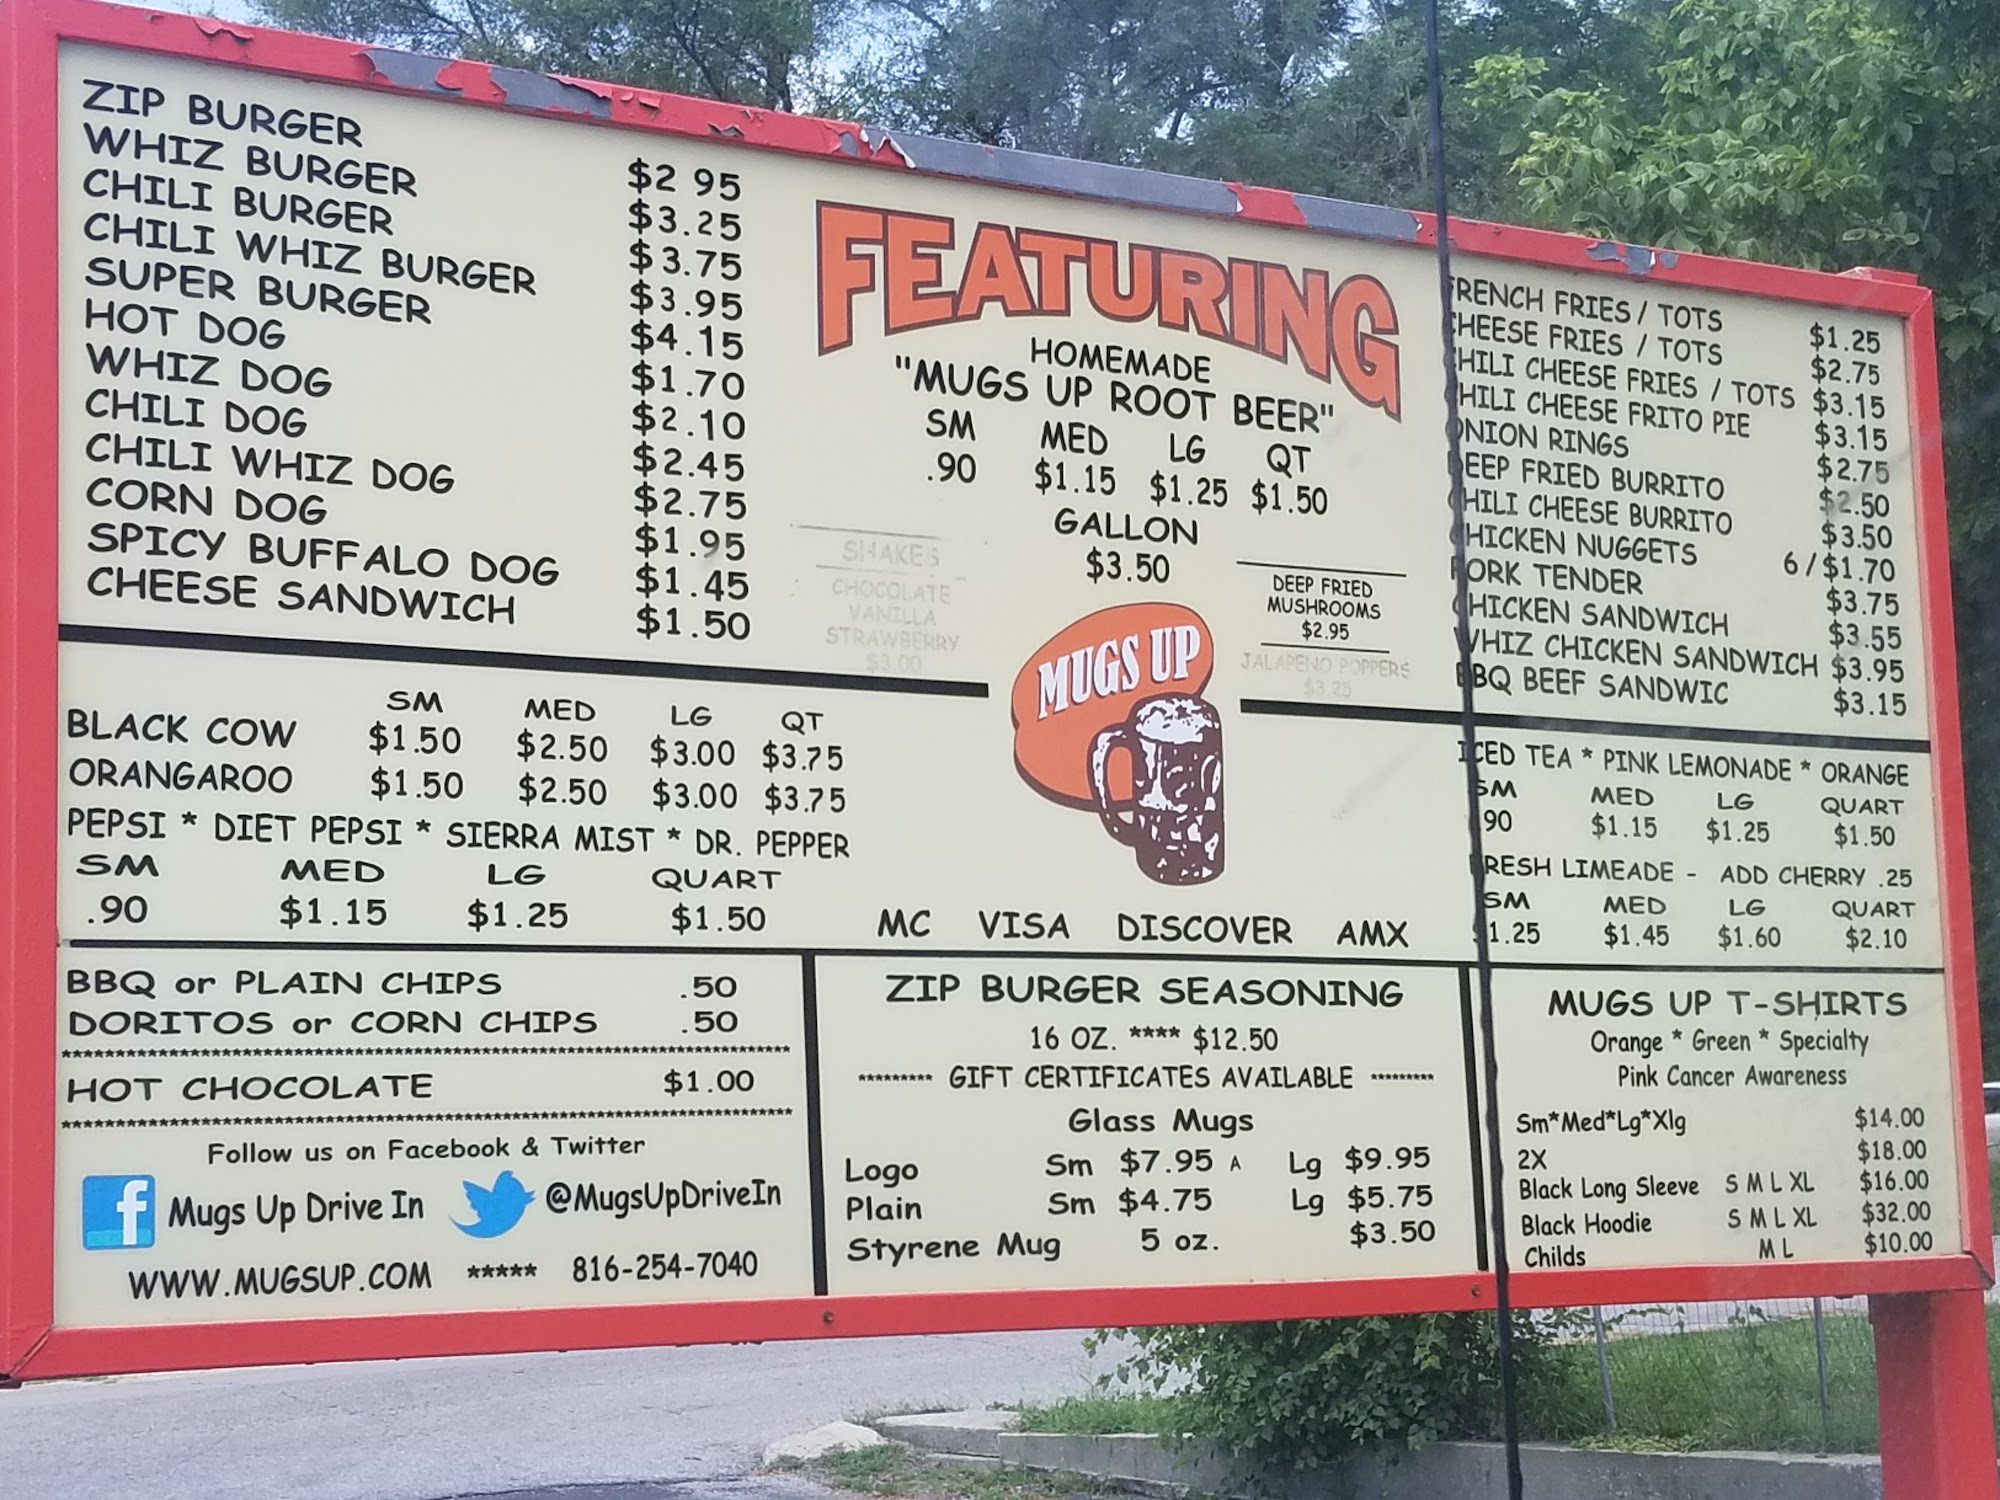 ZIP BURGER $2 95
WHIZ BURGER $3.25
CHILI BURGER $3.75
CHILI WHIZ BURGER $3.95
SUPER BURGER $4.15
HOT DOG $1.70
WHIZ DOG $2.10
CHILI DOG $2.45
CHILI WHIZ DOG $2.75
CORN DOG $1.95
SPICY BUFFALO DOG $1.45
CHEESE SANDWICH $1.50
FEATURING
HOMEMADE
"MUGS UP ROOT BEER"
SM MED LG QT
.90 $1.15 $1.25 $1.50
GALLON
$3.50
SHAKES
CHOCOLATE
VANILLA
STRAWBERRY
$3.00
DEEP FRIED
MUSHROOMS
$2.95
JALAPENO POPPERS
$3.25
MUGS UP
FRENCH FRIES / TOTS $1.25
CHEESE FRIES / TOTS $2.75
CHILI CHEESE FRIES / TOTS $3.15
CHILI CHEESE FRITO PIE $3.15
ONION RINGS $2.75
DEEP FRIED BURRITO $2.50
CHILI CHEESE BURRITO $3.50
CHICKEN NUGGETS 6/$1.70
PORK TENDER $3.75
CHICKEN SANDWICH $3.55
WHIZ CHICKEN SANDWICH $3.95
BBQ BEEF SANDWIC $3.15
SM MED LG QT
BLACK COW $1.50 $2.50 $3.00 $3.75
ORANGAROO $1.50 $2.50 $3.00 $3.75
PEPSI * DIET PEPSI * SIERRA MIST * DR. PEPPER
SM MED LG QUART
.90 $1.15 $1.25 $1.50
MC VISA DISCOVER AMX
ICED TEA * PINK LEMONADE * ORANGE
SM MED LG QUART
90 $1.15 $1.25 $1.50
FRESH LIMEADE - ADD CHERRY .25
SM MED LG QUART
$1.25 $1.45 $1.60 $2.10
BBQ or PLAIN CHIPS .50
DORITOS or CORN CHIPS .50
HOT CHOCOLATE $1.00
Follow us on Facebook & Twitter
f Mugs Up Drive In @MugsUpDriveIn
WWW.MUGSUP.COM ***** 816-254-7040
ZIP BURGER SEASONING
16 OZ. **** $12.50
********* GIFT CERTIFICATES AVAILABLE *********
Glass Mugs
Logo Sm $7.95 A Lg $9.95
Plain Sm $4.75 Lg $5.75
Styrene Mug 5 oz. $3.50
MUGS UP T-SHIRTS
Orange * Green * Specialty
Pink Cancer Awareness
Sm*Med*Lg*Xlg $14.00
2X $18.00
Black Long Sleeve S M L XL $16.00
Black Hoodie S M L XL $32.00
Childs M L $10.00